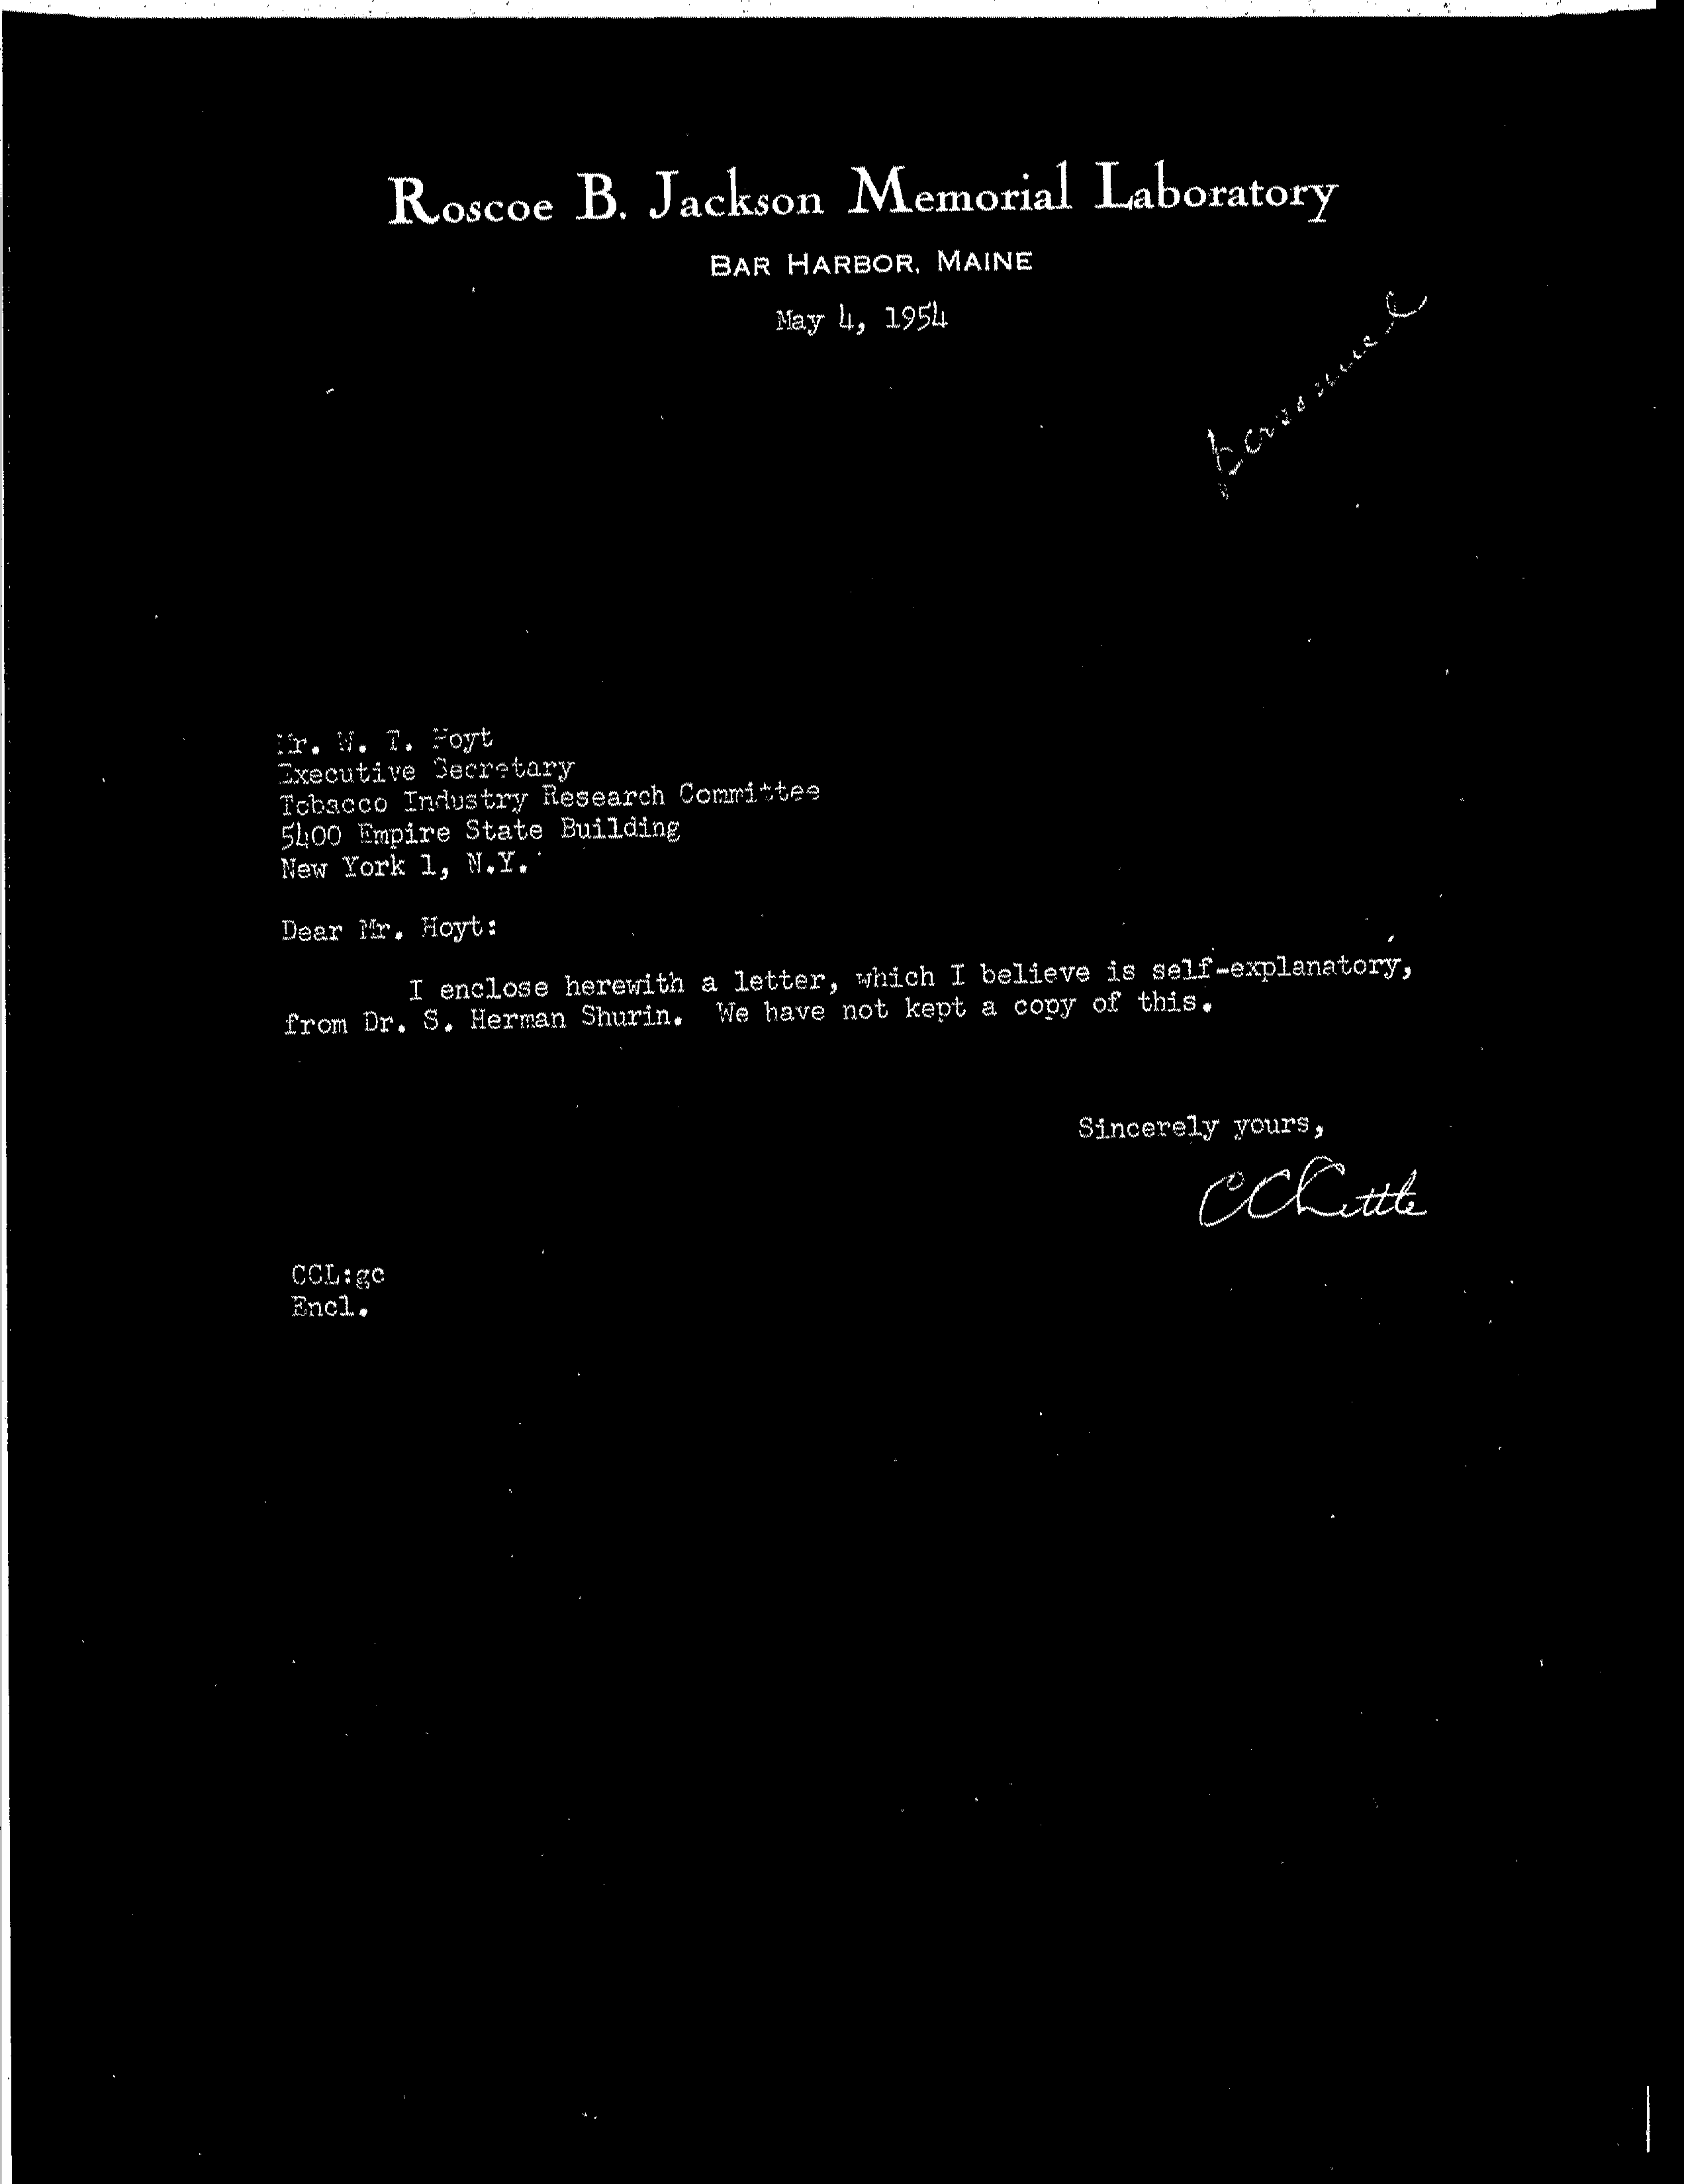 Roscoe B. Jackson Memorial Laboratory
BAR HARBOR, MAINE
May 4, 1954
Mr. W. T. Hoyt
Executive Secretary
Tobacco Industry Research Committee
5400 Empire State Building
New York 1, N.Y.
Dear Mr. Hoyt:
I enclose herewith a letter, which I believe is self-explanatory,
from Dr. S. Herman Shurin. We have not kept a copy of this.
Sincerely yours,
CCLittle
CCL:gc
Encl.